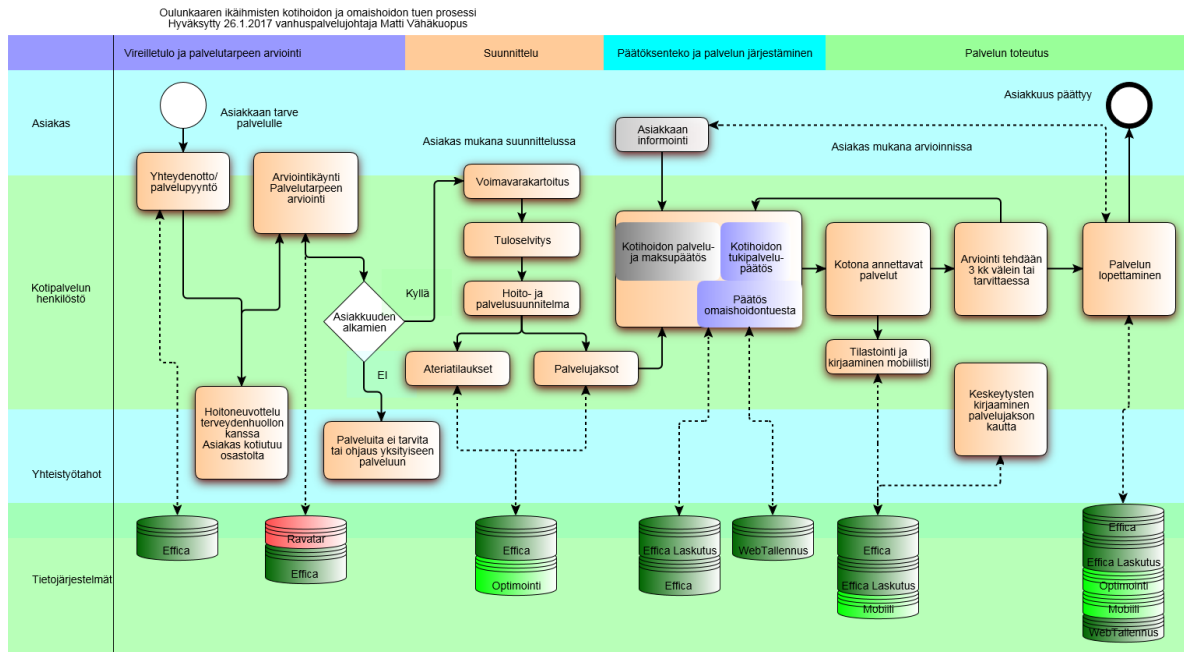 Oulunkaaren ikäihmisten kotihoidon ja omaishoidon tuen prosessi
Hyväksytty 26.1.2017 vanhuspalvelujohtaja Matti Vähäkuopus
Vireilletulo ja palvelutarpeen arviointi
Suunnittelu
Päätöksenteko ja palvelun järjestäminen
Palvelun toteutus
Asiakas
Asiakkaan tarve
palvelulle
Asiakas mukana suunnittelussa
Asiakkaan
informointi
Asiakas mukana arvioinnissa
Asiakkuus päättyy
Yhteydenotto/
palvelupyyntö
Arviointikäynti
Palvelutarpeen
arviointi
Voimavarakartoitus
Kotipalvelun
henkilöstö
Tuloselvitys
Hoito- ja
palvelusuunnitelma
Asiakkuuden
alkamien
Kyllä
EI
Ateriatilaukset
Palvelujaksot
Kotihoidon palvelu-
ja maksupäätös
Kotihoidon
tukipalvelu-
päätös
Päätös
omaishoidontuesta
Kotona annettavat
palvelut
Arviointi tehdään
3 kk välein tai
tarvittaessa
Palvelun
lopettaminen
Tilastointi ja
kirjaaminen mobiilisti
Keskeytysten
kirjaaminen
palvelujakson
kautta
Hoitoneuvottelu
terveydenhuollon
kanssa
Asiakas kotiutuu
osastolta
Palveluita ei tarvita
tai ohjaus yksityiseen
palveluun
Yhteistyötahot
Tietojärjestelmät
Effica
Ravatar
Effica
Effica
Optimointi
Effica Laskutus
Effica
WebTallennus
Effica
Effica Laskutus
Mobiili
Effica
Effica Laskutus
Optimointi
Mobiili
WebTallennus